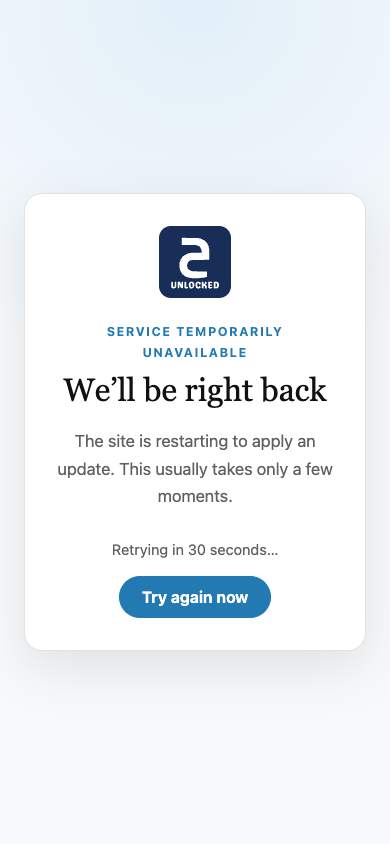 UNLOCKED
SERVICE TEMPORARILY
UNAVAILABLE
We’ll be right back
The site is restarting to apply an
update. This usually takes only a few
moments.
Retrying in 30 seconds…
Try again now